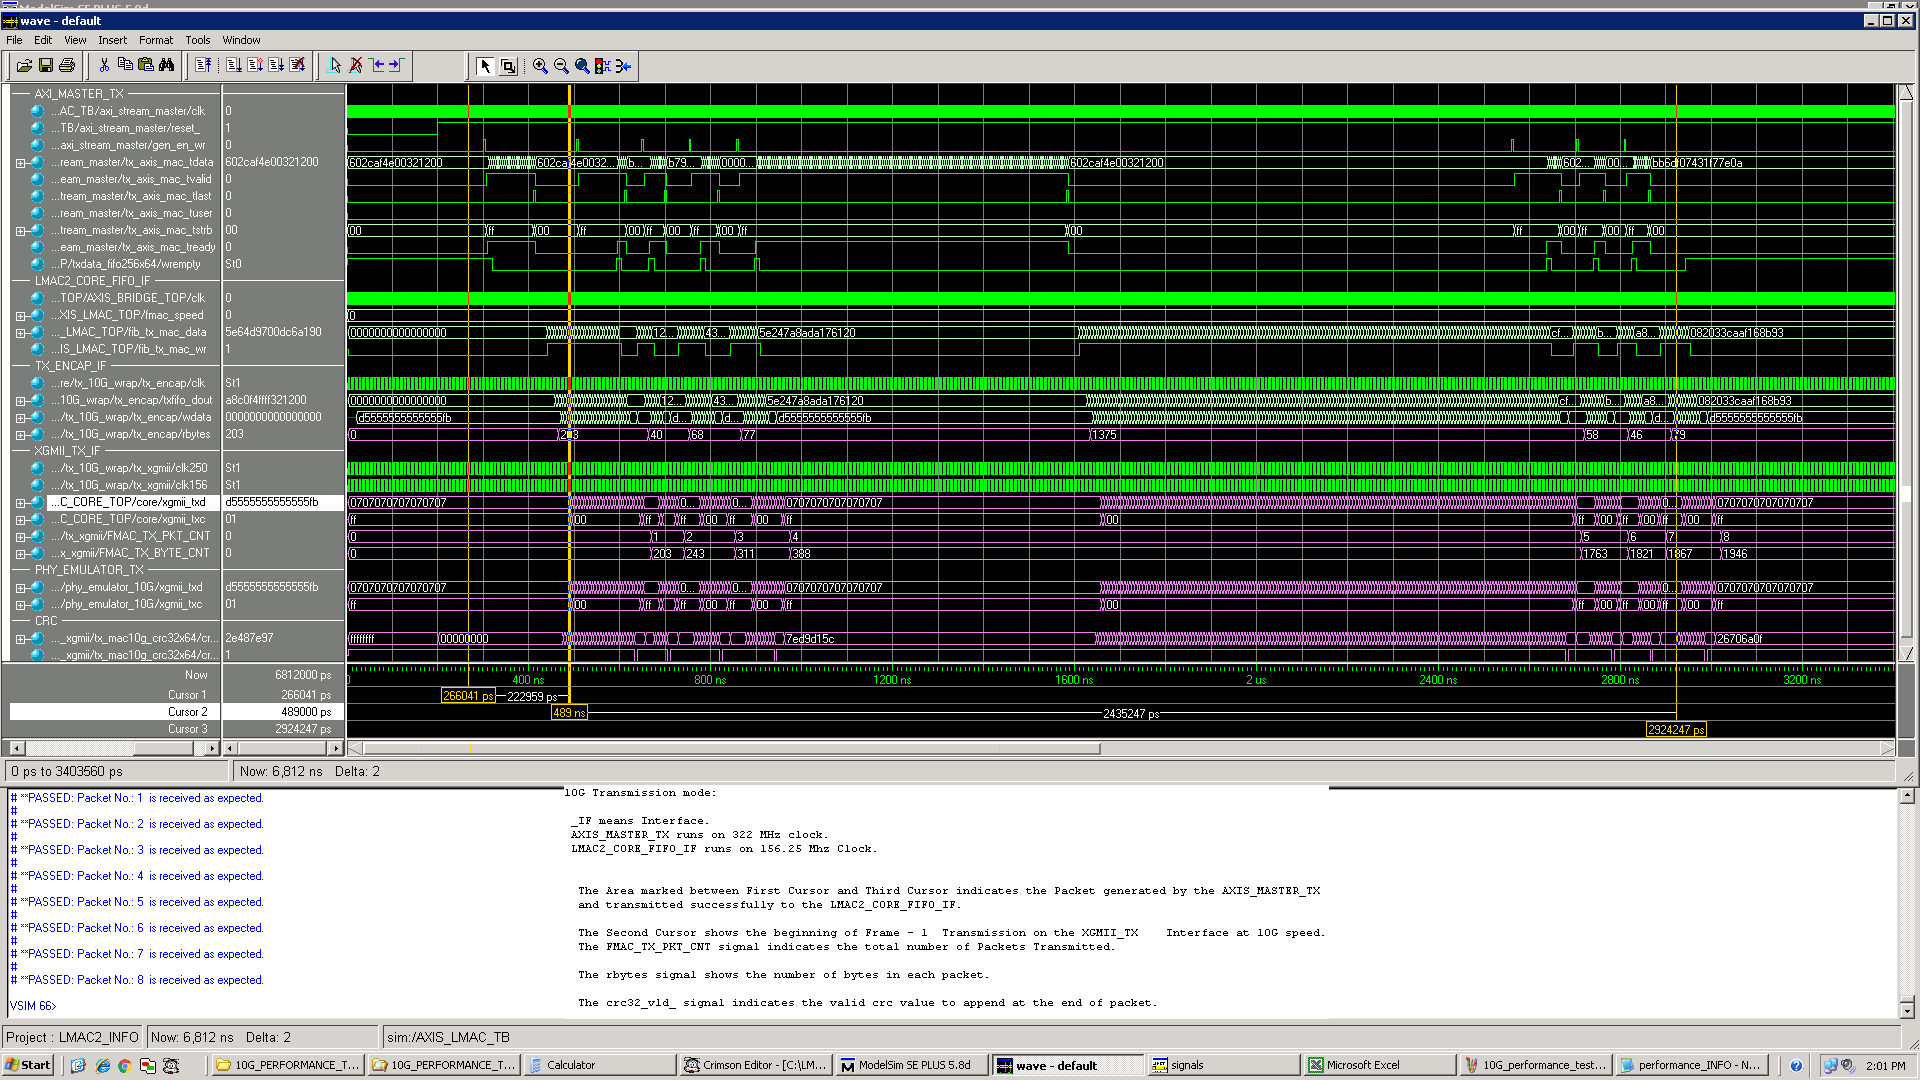 wave - default
File Edit View Insert Format Tools Window
AXI_MASTER_TX
...AC_TB/axi_stream_master/clk 0
...TB/axi_stream_master/reset_ 1
...axi_stream_master/gen_en_wr 0
...ream_master/tx_axis_mac_tdata 602caf4e00321200 602caf4e00321200 602ca 4e0032... b... b79... 0000... 602caf4e00321200 602... 00... bb6df07431f77e0a
...eam_master/tx_axis_mac_tvalid 0
...tream_master/tx_axis_mac_tlast 0
...ream_master/tx_axis_mac_tuser 0
...tream_master/tx_axis_mac_tstrb 00 00 ff 00 ff 00 ff 00 ff 00 ff 00 ff 00 ff 00 ff 00
...eam_master/tx_axis_mac_tready 0
...P/txdata_fifo256x64/wrempty St0
LMAC2_CORE_FIFO_IF
...TOP/AXIS_BRIDGE_TOP/clk 0
...XIS_LMAC_TOP/fmac_speed 0 0
..._LMAC_TOP/fib_tx_mac_data 5e64d9700dc6a190 0000000000000000 12... 43... 5e247a8ada176120 cf... b... a8... 082033caaf168b93
...IS_LMAC_TOP/fib_tx_mac_wr 1
TX_ENCAP_IF
...re/tx_10G_wrap/tx_encap/clk St1
...10G_wrap/tx_encap/txfifo_dout a8c0f4ffff321200 0000000000000000 12... 43... 5e247a8ada176120 cf... b... a8... 082033caaf168b93
.../tx_10G_wrap/tx_encap/wdata 0000000000000000 d5555555555555fb d... d... d5555555555555fb d... d5555555555555fb
.../tx_10G_wrap/tx_encap/rbytes 203 0 203 40 68 77 1375 58 46 79
XGMII_TX_IF
.../tx_10G_wrap/tx_xgmii/clk250 St1
.../tx_10G_wrap/tx_xgmii/clk156 St1
...C_CORE_TOP/core/xgmii_txd d5555555555555fb 0707070707070707 0... 0... 0707070707070707 0... 0707070707070707
...C_CORE_TOP/core/xgmii_txc 01 ff 00 ff ff 00 ff 00 ff 00 ff 00 ff 00 ff
.../tx_xgmii/FMAC_TX_PKT_CNT 0 0 1 2 3 4 5 6 7 8
...x_xgmii/FMAC_TX_BYTE_CNT 0 0 203 243 311 388 1763 1821 1867 1946
PHY_EMULATOR_TX
.../phy_emulator_10G/xgmii_txd d5555555555555fb 0707070707070707 0... 0... 0707070707070707 0... 0707070707070707
.../phy_emulator_10G/xgmii_txc 01 ff 00 ff ff 00 ff 00 ff 00 ff 00 ff 00 ff
CRC
..._xgmii/tx_mac10g_crc32x64/cr... 2e487e97 ffffffff 00000000 7ed9d15c 26706a0f
..._xgmii/tx_mac10g_crc32x64/cr... 1
Now 6812000 ps 400 ns 800 ns 1200 ns 1600 ns 2 us 2400 ns 2800 ns 3200 ns
Cursor 1 266041 ps 266041 ps 222959 ps
Cursor 2 489000 ps 489 ns 2435247 ps
Cursor 3 2924247 ps 2924247 ps
0 ps to 3403560 ps Now: 6,812 ns Delta: 2
# **PASSED: Packet No.: 1 is received as expected.
#
# **PASSED: Packet No.: 2 is received as expected.
#
# **PASSED: Packet No.: 3 is received as expected.
#
# **PASSED: Packet No.: 4 is received as expected.
#
# **PASSED: Packet No.: 5 is received as expected.
#
# **PASSED: Packet No.: 6 is received as expected.
#
# **PASSED: Packet No.: 7 is received as expected.
#
# **PASSED: Packet No.: 8 is received as expected.
VSIM 66>
10G Transmission mode:
_IF means Interface.
AXIS_MASTER_TX runs on 322 MHz clock.
LMAC2_CORE_FIFO_IF runs on 156.25 Mhz Clock.
The Area marked between First Cursor and Third Cursor indicates the Packet generated by the AXIS_MASTER_TX
and transmitted successfully to the LMAC2_CORE_FIFO_IF.
The Second Cursor shows the beginning of Frame - 1 Transmission on the XGMII_TX Interface at 10G speed.
The FMAC_TX_PKT_CNT signal indicates the total number of Packets Transmitted.
The rbytes signal shows the number of bytes in each packet.
The crc32_vld_ signal indicates the valid crc value to append at the end of packet.
Project : LMAC2_INFO Now: 6,812 ns Delta: 2 sim:/AXIS_LMAC_TB
Start 10G_PERFORMANCE_T... 10G_PERFORMANCE_T... Calculator Crimson Editor - [C:\LM... ModelSim SE PLUS 5.8d wave - default signals Microsoft Excel 10G_performance_test... performance_INFO - N... 2:01 PM